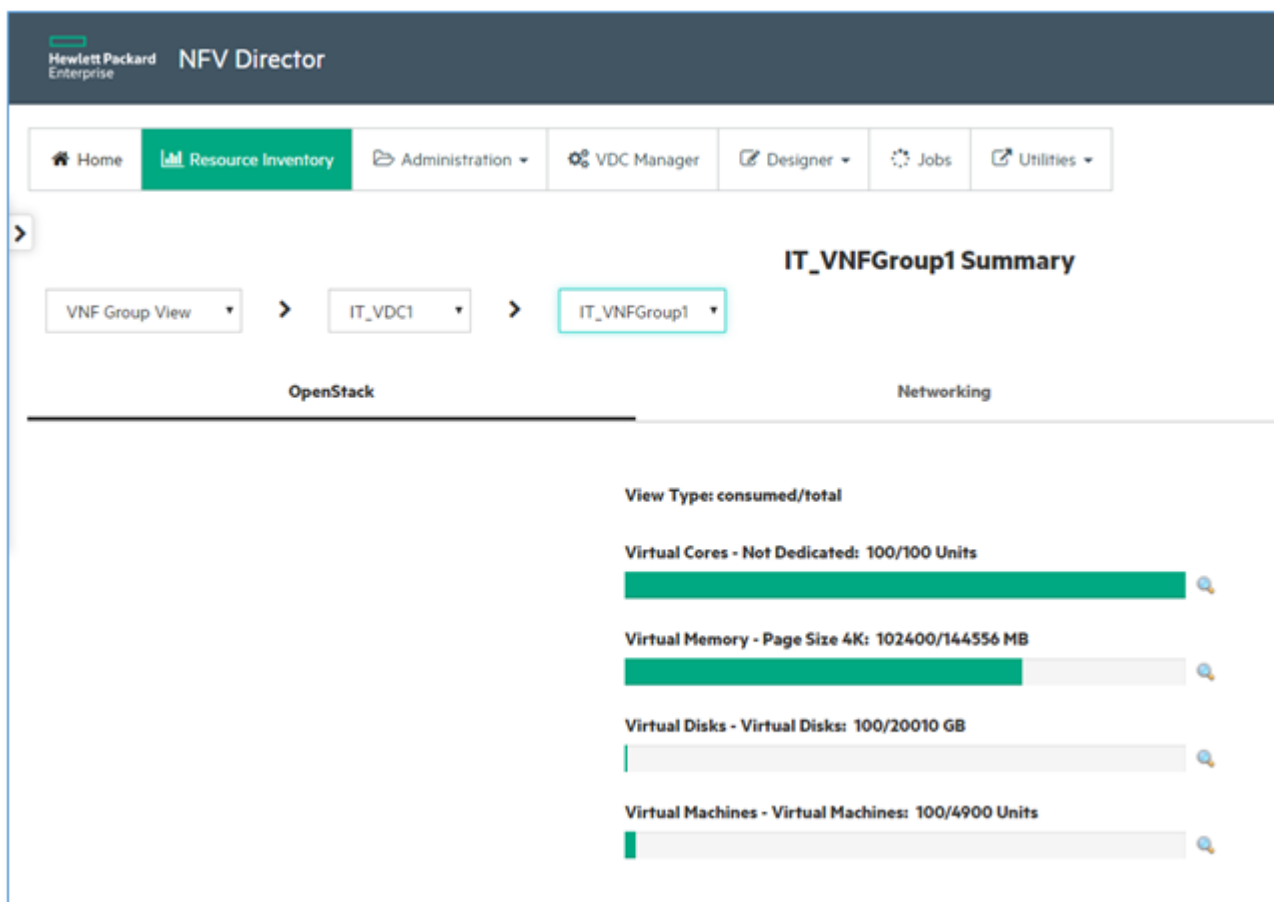 Hewlett Packard
Enterprise
NFV Director
Home Resource Inventory Administration VDC Manager Designer Jobs Utilities
IT_VNFGroup1 Summary
VNF Group View IT_VDC1 IT_VNFGroup1
OpenStack Networking
View Type: consumed/total
Virtual Cores - Not Dedicated: 100/100 Units
Virtual Memory - Page Size 4K: 102400/144556 MB
Virtual Disks - Virtual Disks: 100/20010 GB
Virtual Machines - Virtual Machines: 100/4900 Units